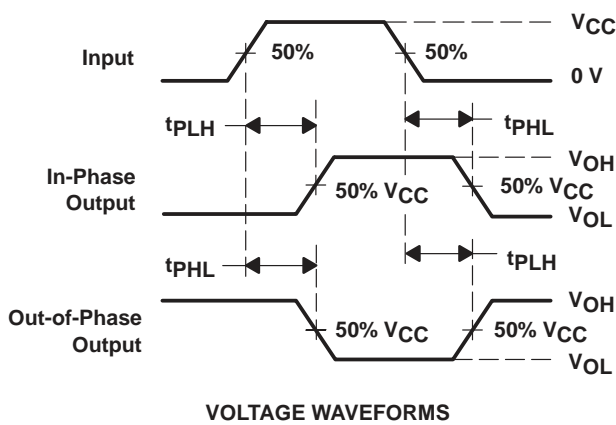 VCC
Input
50%
50%
0 V
tPLH
tPHL
In-Phase
Output
VOH
50% VCC
50% VCC
VOL
tPHL
tPLH
Out-of-Phase
Output
VOH
50% VCC
50% VCC
VOL
VOLTAGE WAVEFORMS